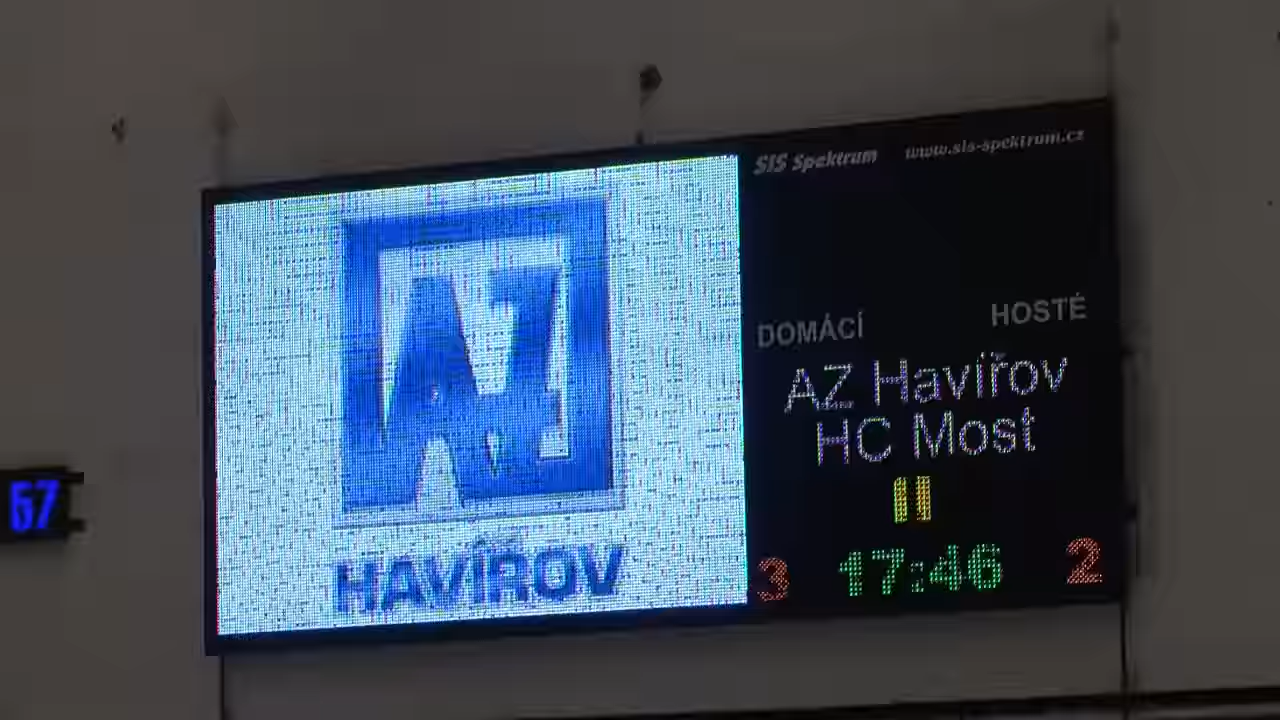 SIS Spektrum www.sis-spektrum.cz
AZ
HAVÍŘOV
DOMÁCÍ HOSTÉ
AZ Havířov
HC Most
II
3 17:46 2
57